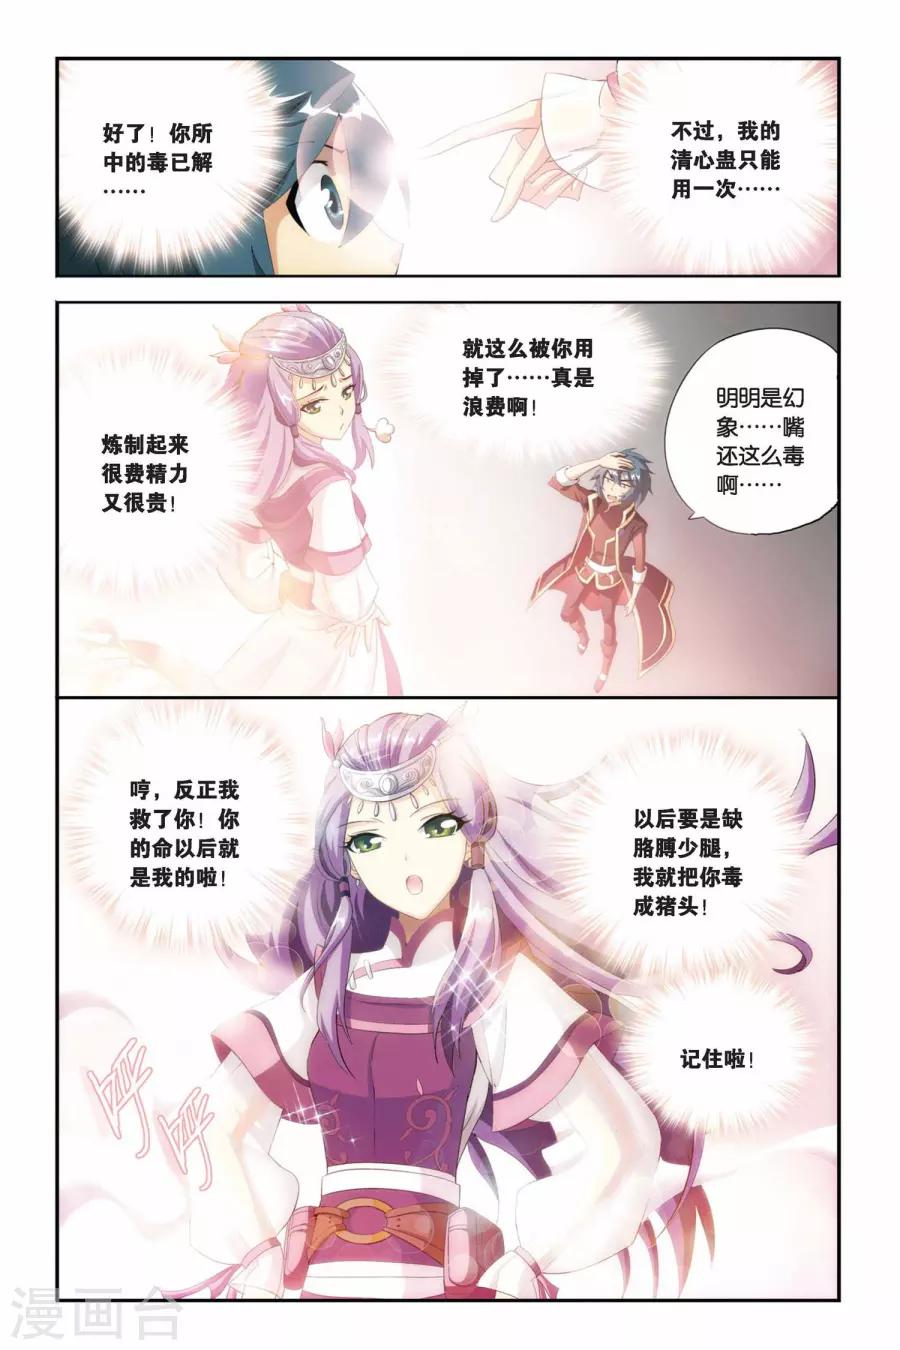 好了！你所
中的毒已解
……
不过，我的
清心蛊只能
用一次……
就这么被你用
掉了……真是
浪费啊！
炼制起来
很费精力
又很贵！
明明是幻
象……嘴
还这么毒
啊……
哼，反正我
救了你！你
的命以后就
是我的啦！
以后要是缺
胳膊少腿，
我就把你毒
成猪头！
记住啦！
呼
呼
漫画台